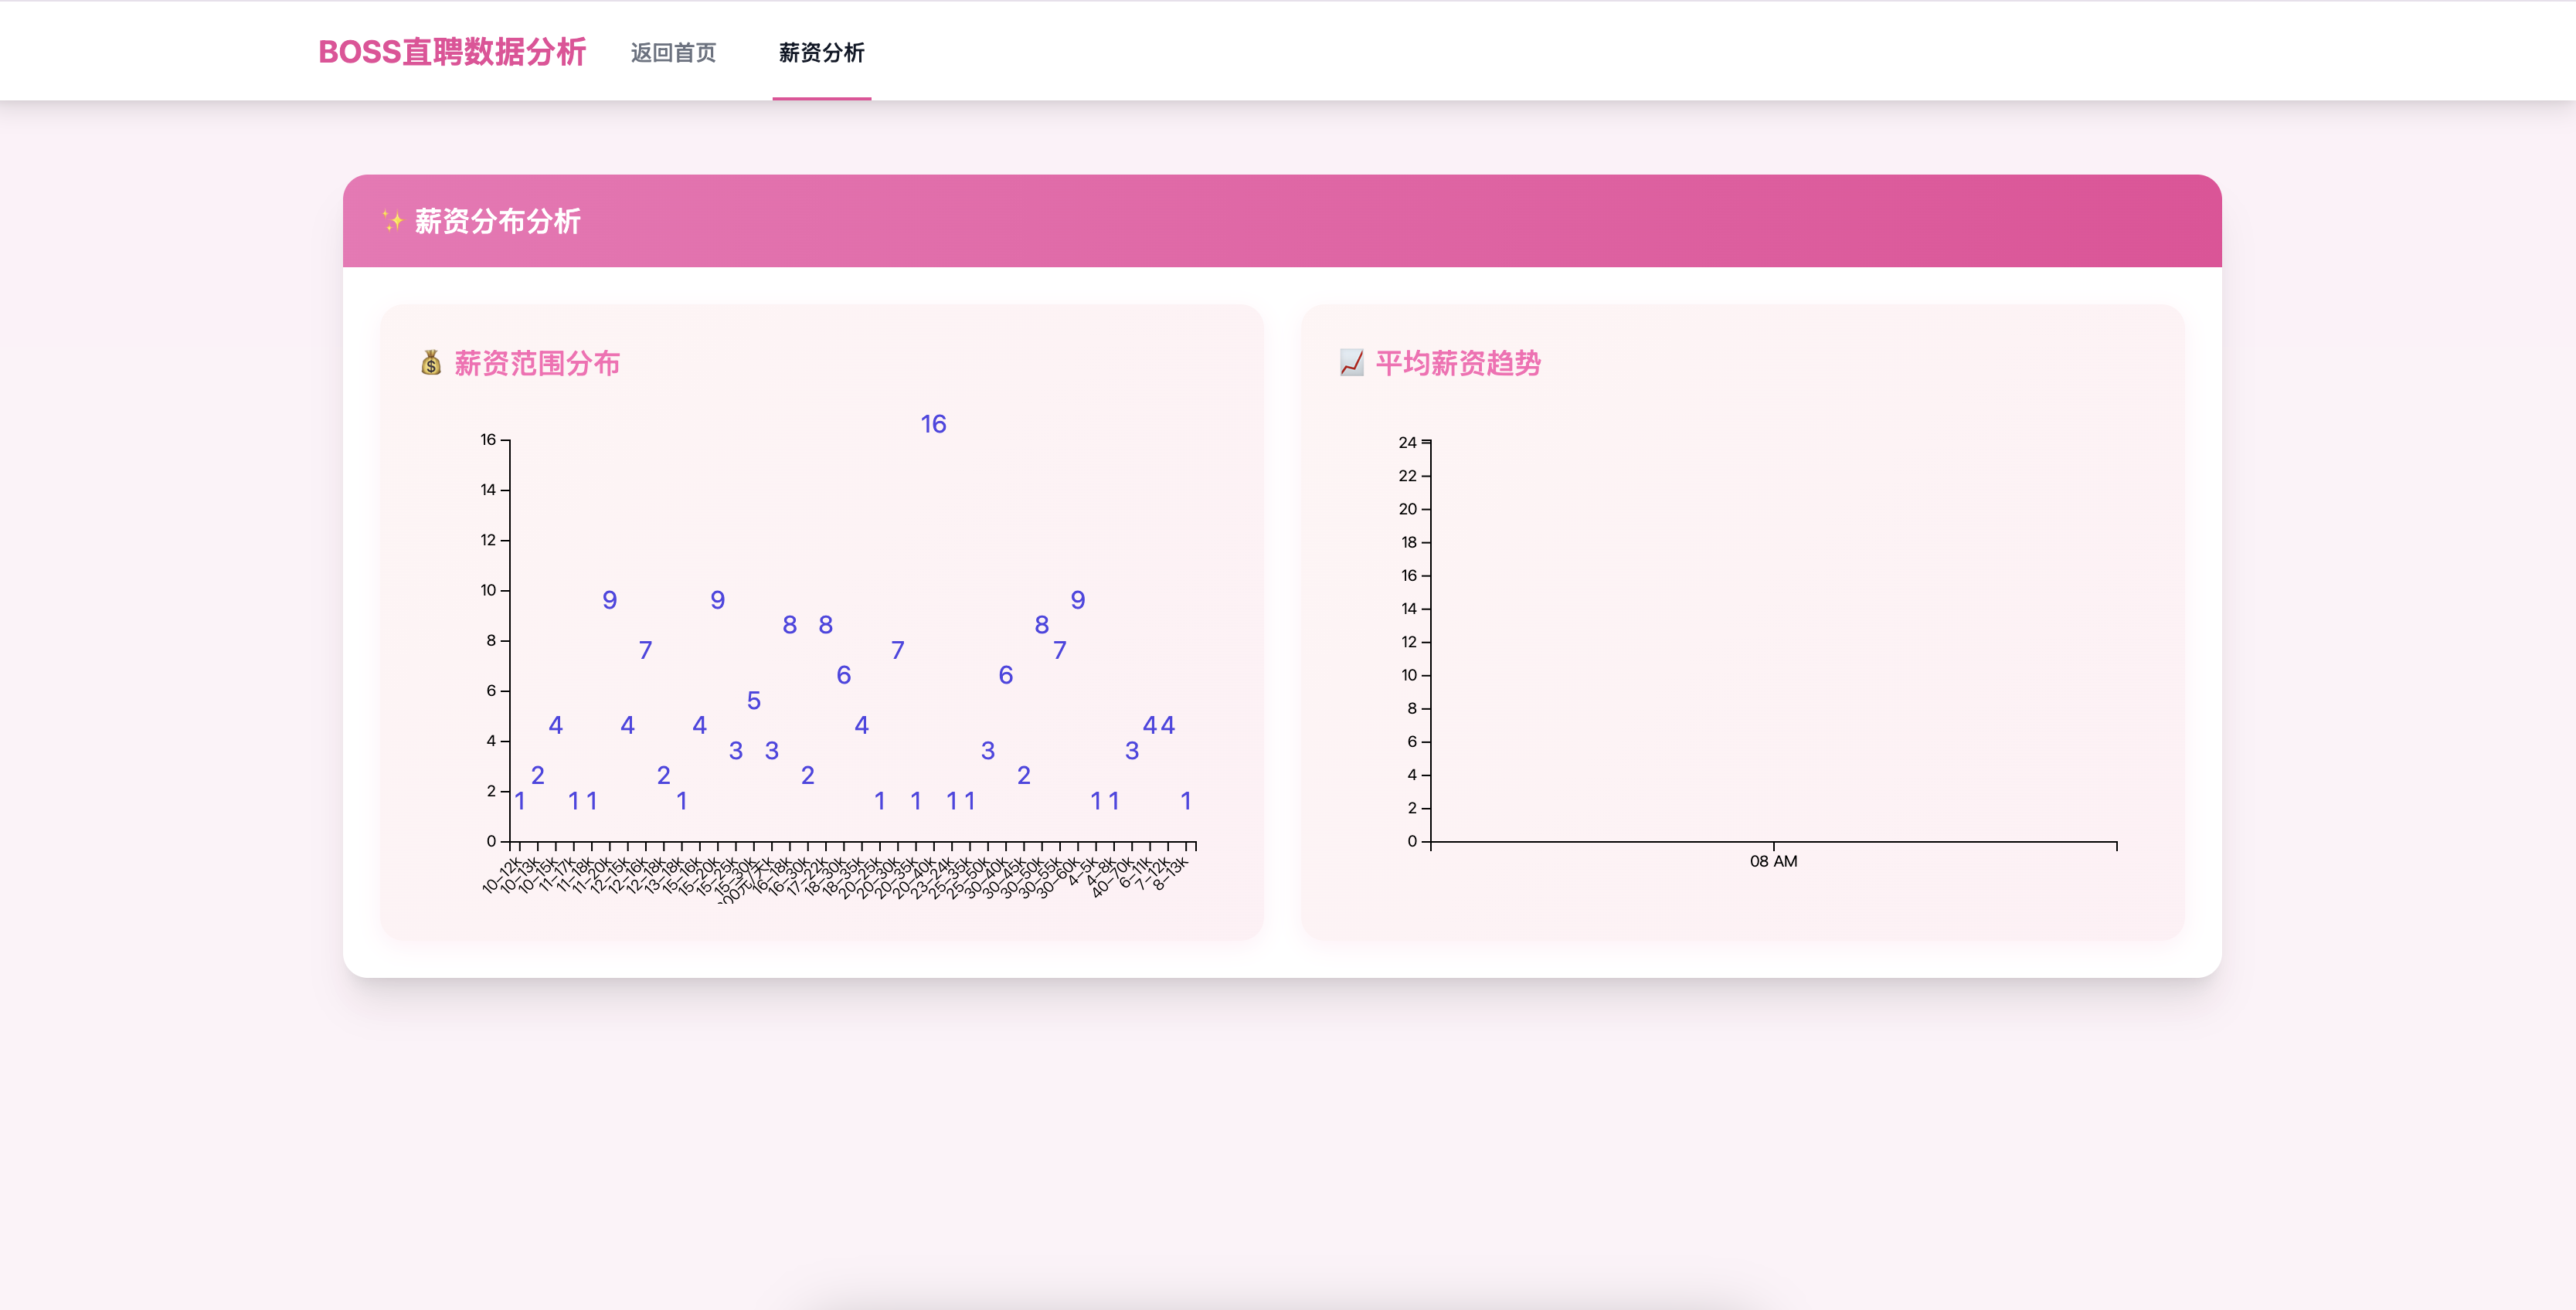 BOSS直聘数据分析 返回首页 薪资分析
✨ 薪资分布分析
💰 薪资范围分布
16
16
14
12
10
8
6
4
2
0
1 2 4 1 1 9 4 7 2 1 4 9 3 5 3 8 2 8 6 4 1 7 1 16 1 1 3 6 2 8 7 9 1 1 3 4 4 1
10-12k
10-13k
10-15k
11-17k
11-18k
11-20k
12-15k
12-16k
12-18k
13-18k
15-16k
15-20k
15-25k
15-30k
00元/天
16-18k
16-30k
17-22k
18-30k
18-35k
20-25k
20-30k
20-35k
20-40k
23-24k
25-35k
25-50k
30-40k
30-45k
30-50k
30-55k
30-60k
4-5k
4-8k
40-70k
6-11k
7-12k
8-13k
📈 平均薪资趋势
24
22
20
18
16
14
12
10
8
6
4
2
0
08 AM